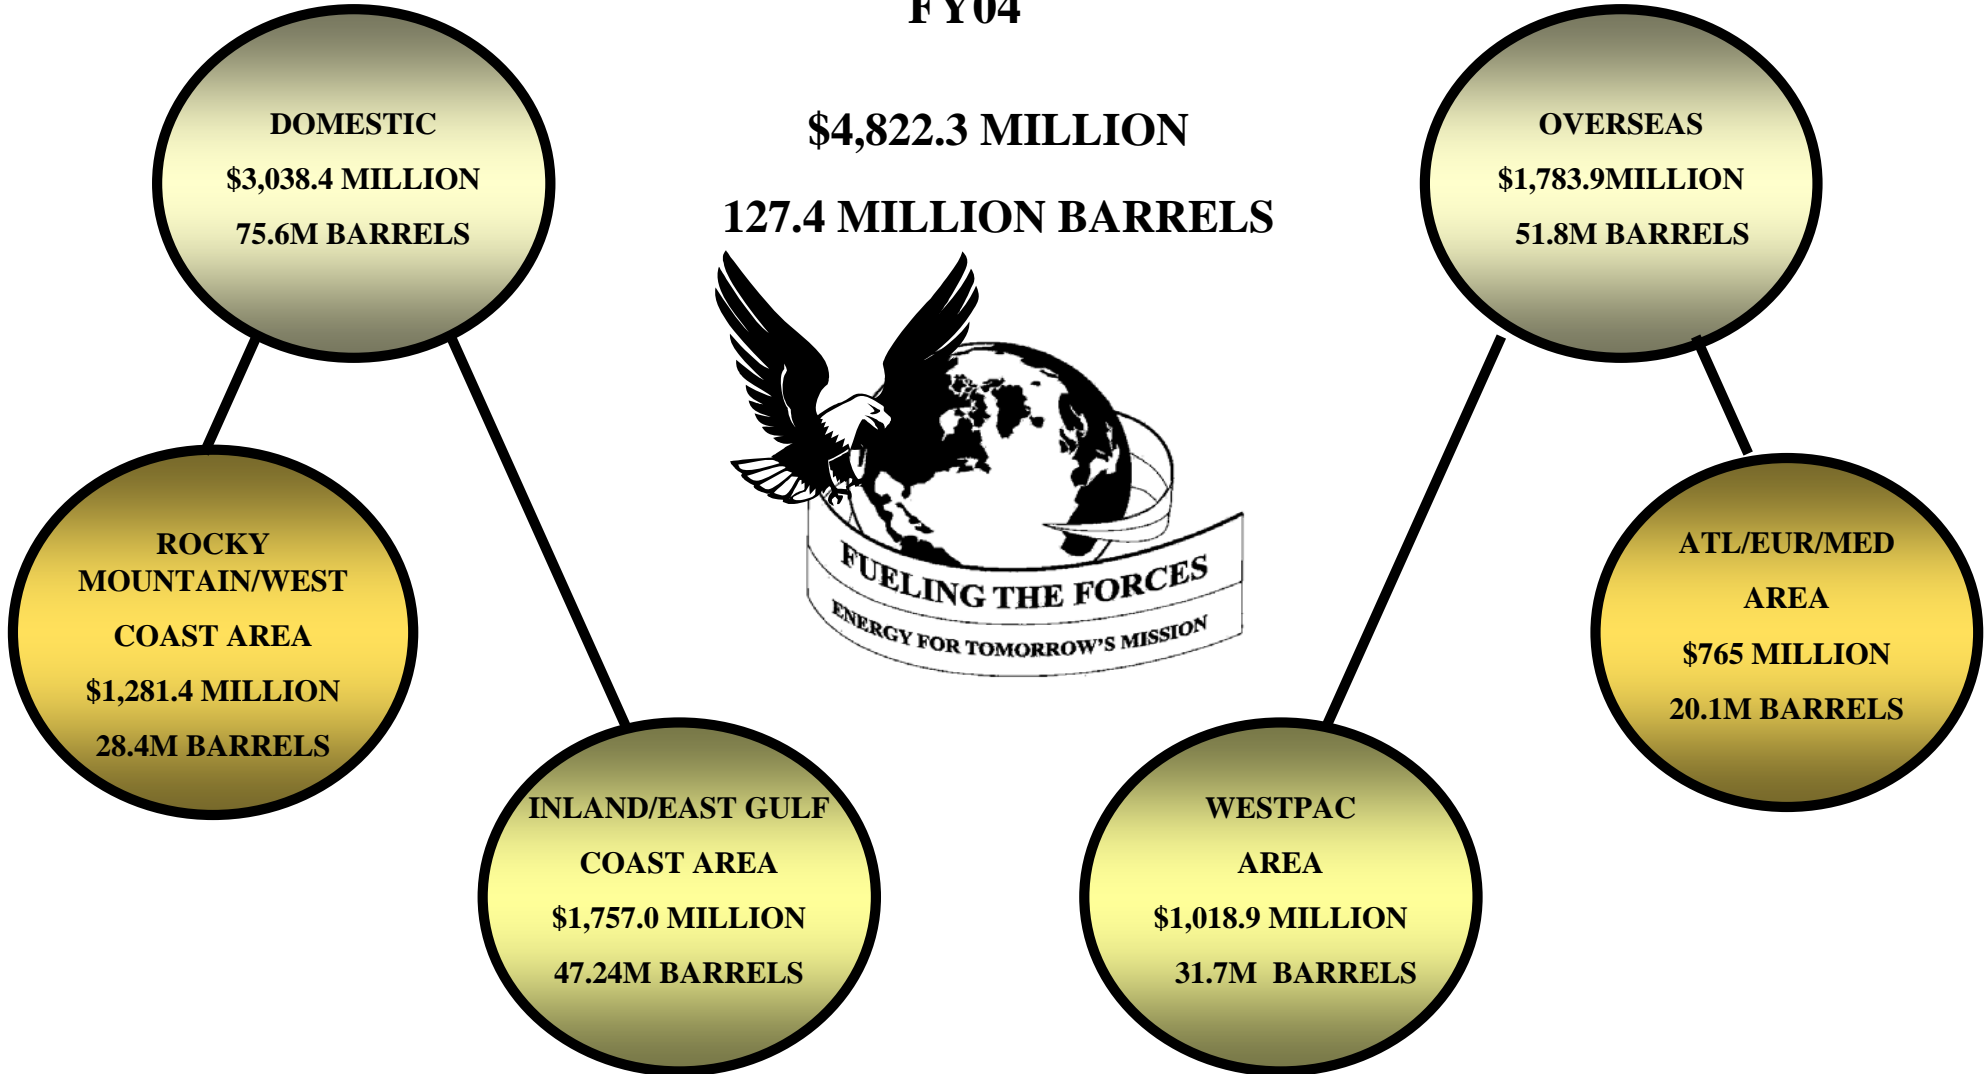 FY04
$4,822.3 MILLION
127.4 MILLION BARRELS
DOMESTIC
$3,038.4 MILLION
75.6M BARRELS
OVERSEAS
$1,783.9MILLION
51.8M BARRELS
ROCKY
MOUNTAIN/WEST
COAST AREA
$1,281.4 MILLION
28.4M BARRELS
INLAND/EAST GULF
COAST AREA
$1,757.0 MILLION
47.24M BARRELS
FUELING THE FORCES
ENERGY FOR TOMORROW'S MISSION
WESTPAC
AREA
$1,018.9 MILLION
31.7M BARRELS
ATL/EUR/MED
AREA
$765 MILLION
20.1M BARRELS